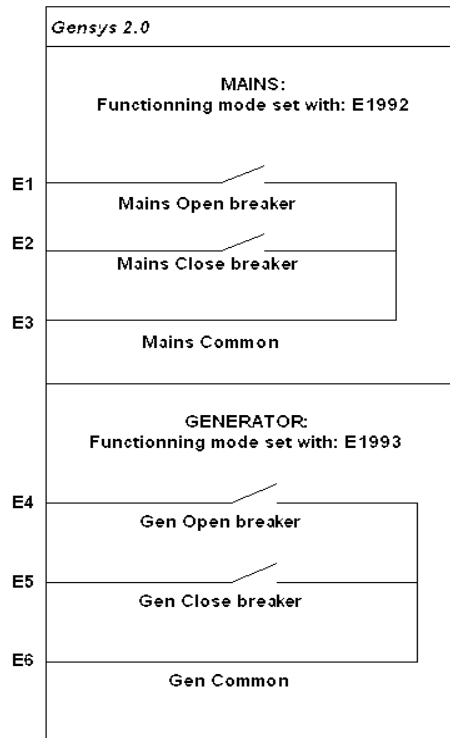 Gensys 2.0
MAINS:
Functionning mode set with: E1992
E1
Mains Open breaker
E2
Mains Close breaker
E3
Mains Common
GENERATOR:
Functionning mode set with: E1993
E4
Gen Open breaker
E5
Gen Close breaker
E6
Gen Common